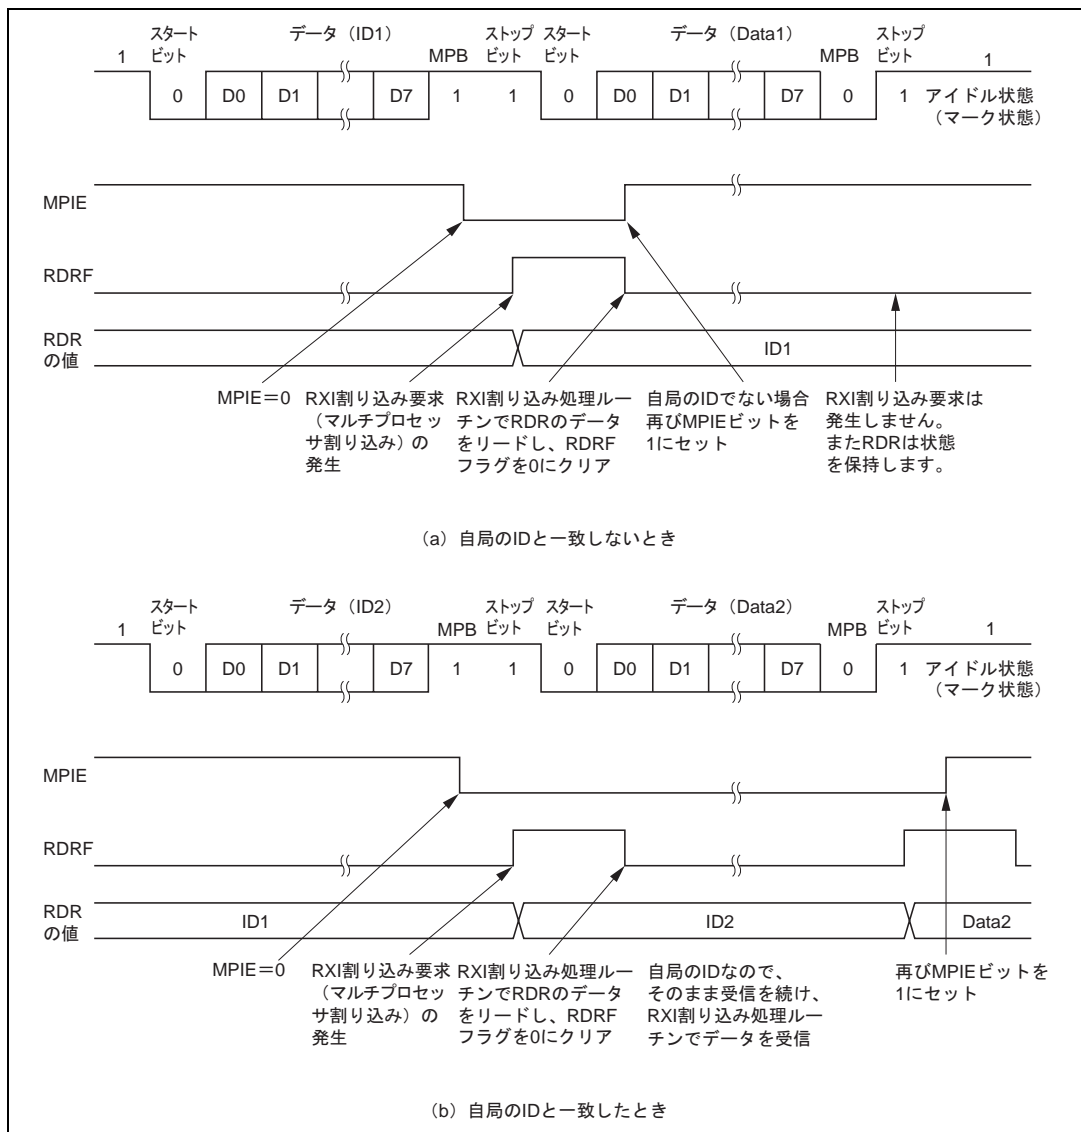 スタート
ビット
データ（ID1）
MPB
ストップ
ビット
スタート
ビット
データ（Data1）
MPB
ストップ
ビット
1
1
0 D0 D1 D7 1 1 0 D0 D1 D7 0 1
アイドル状態
（マーク状態）
MPIE
RDRF
RDR
の値
ID1
MPIE＝0
RXI割り込み要求
（マルチプロセッ
サ割り込み）の
発生
RXI割り込み処理ルー
チンでRDRのデータ
をリードし、RDRF
フラグを0にクリア
自局のIDでない場合
再びMPIEビットを
1にセット
RXI割り込み要求は
発生しません。
またRDRは状態
を保持します。
（a）自局のIDと一致しないとき
スタート
ビット
データ（ID2）
MPB
ストップ
ビット
スタート
ビット
データ（Data2）
MPB
ストップ
ビット
1
1
0 D0 D1 D7 1 1 0 D0 D1 D7 0 1
アイドル状態
（マーク状態）
MPIE
RDRF
RDR
の値
ID1
ID2
Data2
MPIE＝0
RXI割り込み要求
（マルチプロセッ
サ割り込み）の
発生
RXI割り込み処理ルー
チンでRDRのデータ
をリードし、RDRF
フラグを0にクリア
自局のIDなので、
そのまま受信を続け、
RXI割り込み処理ルー
チンでデータを受信
再びMPIEビットを
1にセット
（b）自局のIDと一致したとき